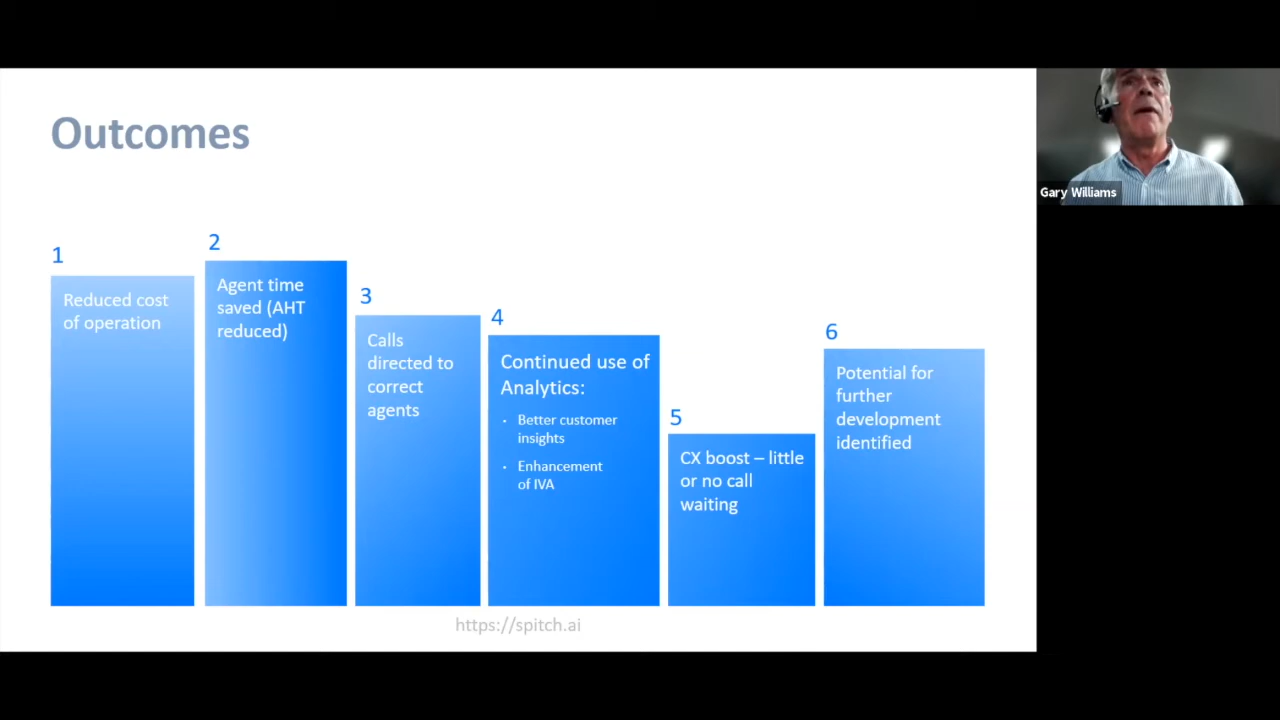 Outcomes
1
Reduced cost
of operation
2
Agent time
saved (AHT
reduced)
3
Calls
directed to
correct
agents
4
Continued use of
Analytics:
· Better customer
insights
· Enhancement
of IVA
5
CX boost – little
or no call
waiting
6
Potential for
further
development
identified
https://spitch.ai
Gary Williams